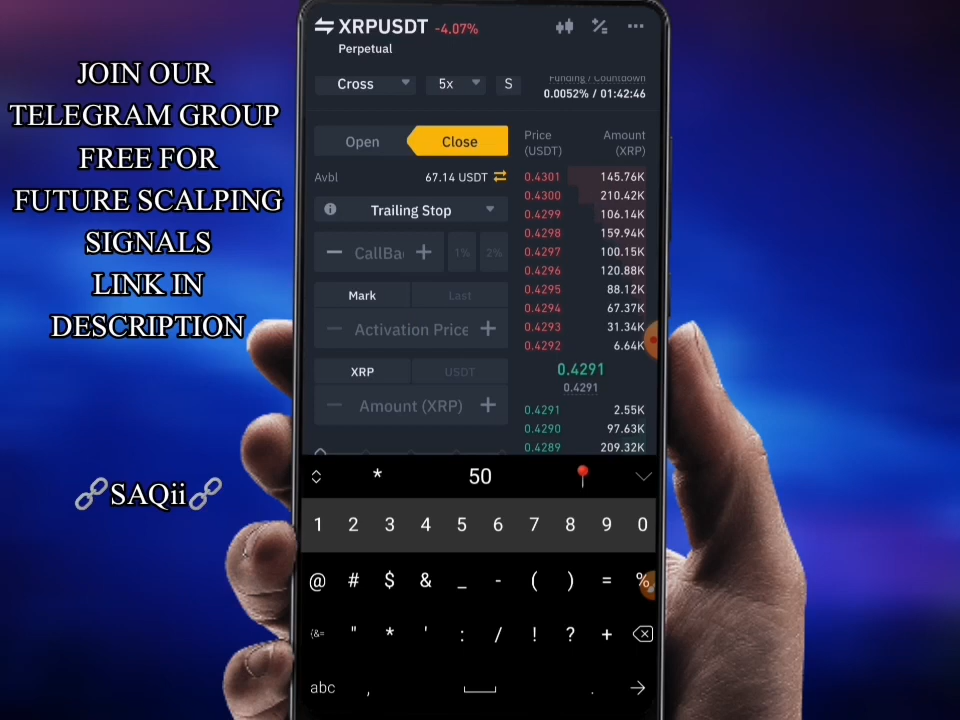 JOIN OUR
TELEGRAM GROUP
FREE FOR
FUTURE SCALPING
SIGNALS
LINK IN
DESCRIPTION
🔗SAQii🔗
XRPUSDT -4.07%
Perpetual
Cross 5x S
Funding / Countdown
0.0052% / 01:42:46
Open Close
Avbl 67.14 USDT
Trailing Stop
CallBa 1% 2%
Mark Last
Activation Price
XRP USDT
Amount (XRP)
Price Amount
(USDT) (XRP)
0.4301 145.76K
0.4300 210.42K
0.4299 106.14K
0.4298 159.94K
0.4297 100.15K
0.4296 120.88K
0.4295 88.12K
0.4294 67.37K
0.4293 31.34K
0.4292 6.64K
0.4291
0.4291
0.4291 2.55K
0.4290 97.63K
0.4289 209.32K
* 50 📍
1 2 3 4 5 6 7 8 9 0
@ # $ & _ - ( ) = %
{&= " * ' : / ! ? +
abc , .